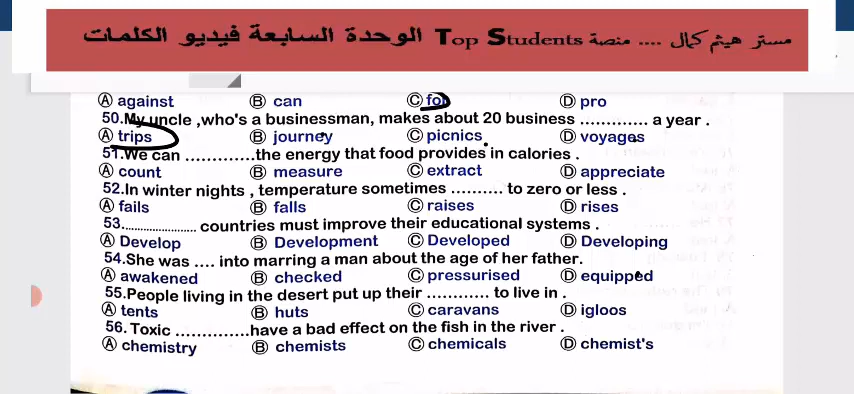 مستر هيثم كمال .... منصة Top Students الوحدة السابعة فيديو الكلمات
Ⓐ against Ⓑ can Ⓒ for Ⓓ pro
50.My uncle ,who's a businessman, makes about 20 business ............. a year .
Ⓐ trips Ⓑ journey Ⓒ picnics Ⓓ voyages
51.We can .............the energy that food provides in calories .
Ⓐ count Ⓑ measure Ⓒ extract Ⓓ appreciate
52.In winter nights , temperature sometimes .......... to zero or less .
Ⓐ fails Ⓑ falls Ⓒ raises Ⓓ rises
53........................ countries must improve their educational systems .
Ⓐ Develop Ⓑ Development Ⓒ Developed Ⓓ Developing
54.She was .... into marring a man about the age of her father.
Ⓐ awakened Ⓑ checked Ⓒ pressurised Ⓓ equipped
55.People living in the desert put up their ............ to live in .
Ⓐ tents Ⓑ huts Ⓒ caravans Ⓓ igloos
56. Toxic .............have a bad effect on the fish in the river .
Ⓐ chemistry Ⓑ chemists Ⓒ chemicals Ⓓ chemist's